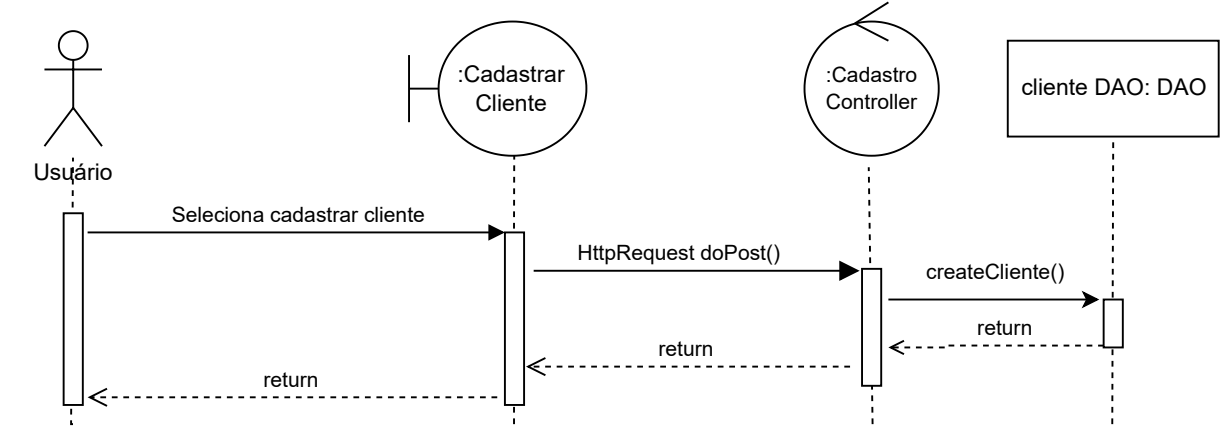 :Cadastrar
Cliente
:Cadastro
Controller
cliente DAO: DAO
Usuário
Seleciona cadastrar cliente
HttpRequest doPost()
createCliente()
return
return
return